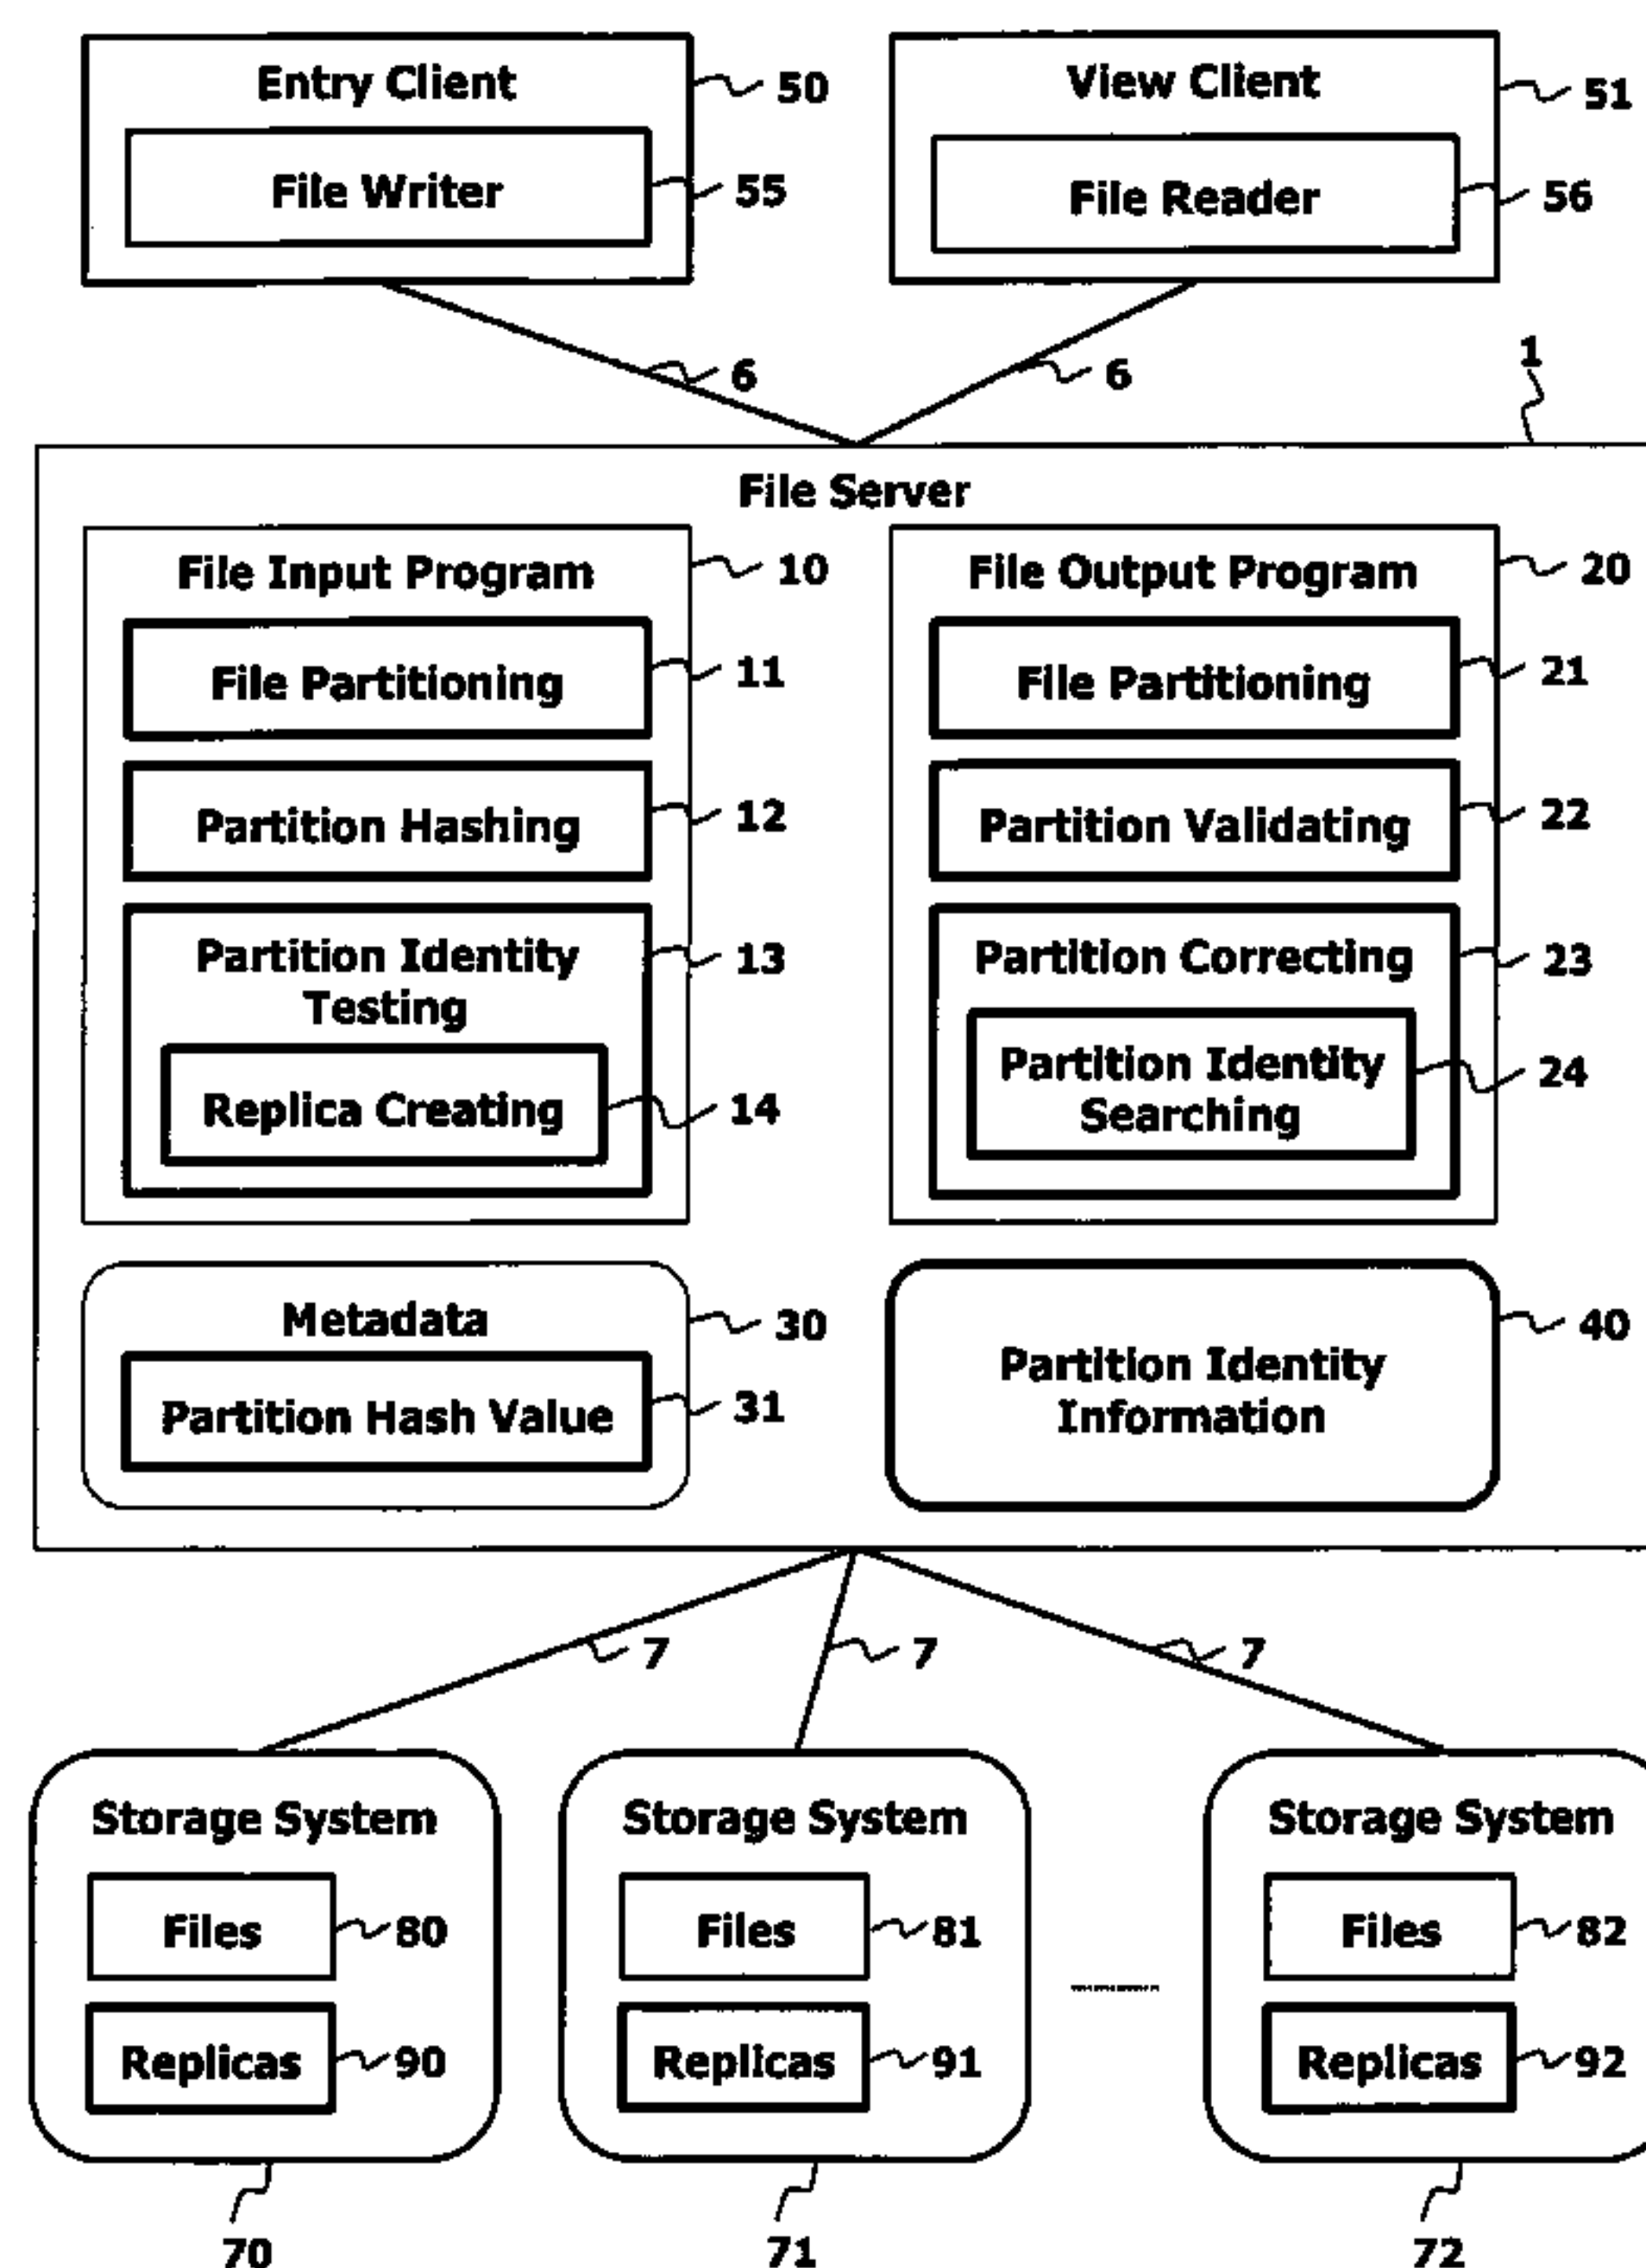 Entry Client
50
File Writer
55
View Client
51
File Reader
56
6
6
1
File Server
File Input Program
10
File Partitioning
11
Partition Hashing
12
Partition Identity
Testing
13
Replica Creating
14
File Output Program
20
File Partitioning
21
Partition Validating
22
Partition Correcting
23
Partition Identity
Searching
24
Metadata
30
Partition Hash Value
31
Partition Identity
Information
40
7
7
7
Storage System
Files
80
Replicas
90
70
Storage System
Files
81
Replicas
91
71
Storage System
Files
82
Replicas
92
72